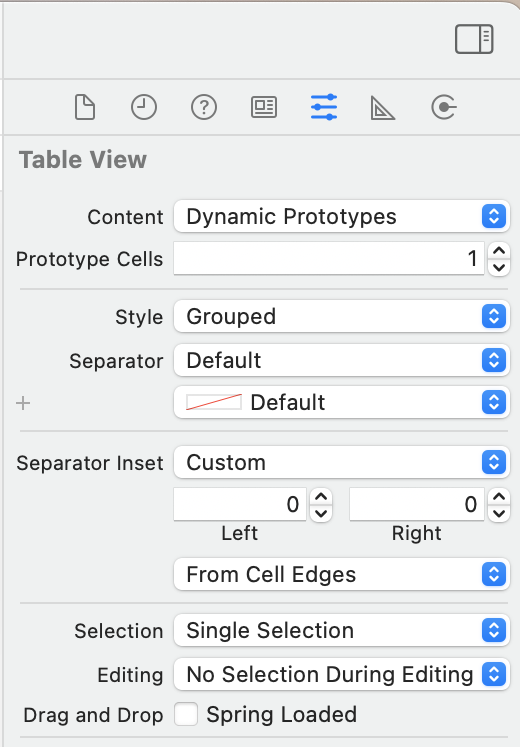 Table View
Content Dynamic Prototypes
Prototype Cells 1
Style Grouped
Separator Default
Default
Separator Inset Custom
0 0
Left Right
From Cell Edges
Selection Single Selection
Editing No Selection During Editing
Drag and Drop Spring Loaded